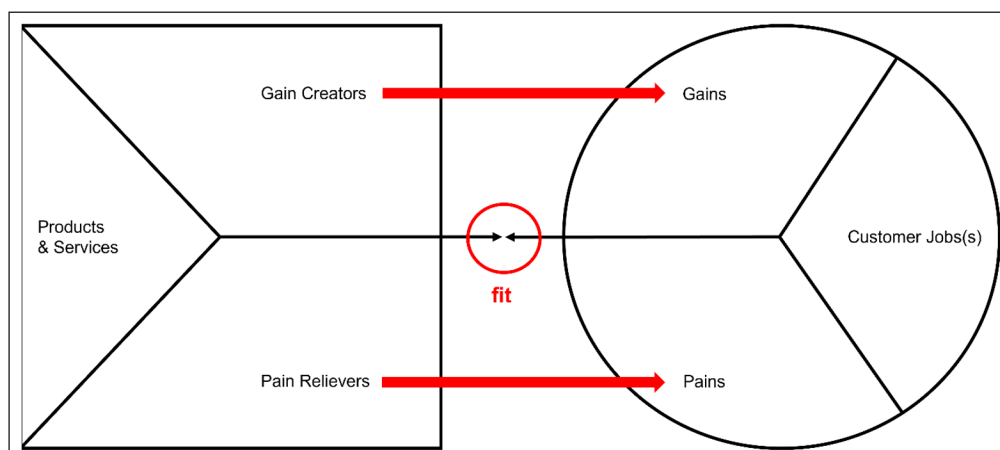 Gain Creators
Gains
Products
& Services
Customer Jobs(s)
fit
Pain Relievers
Pains